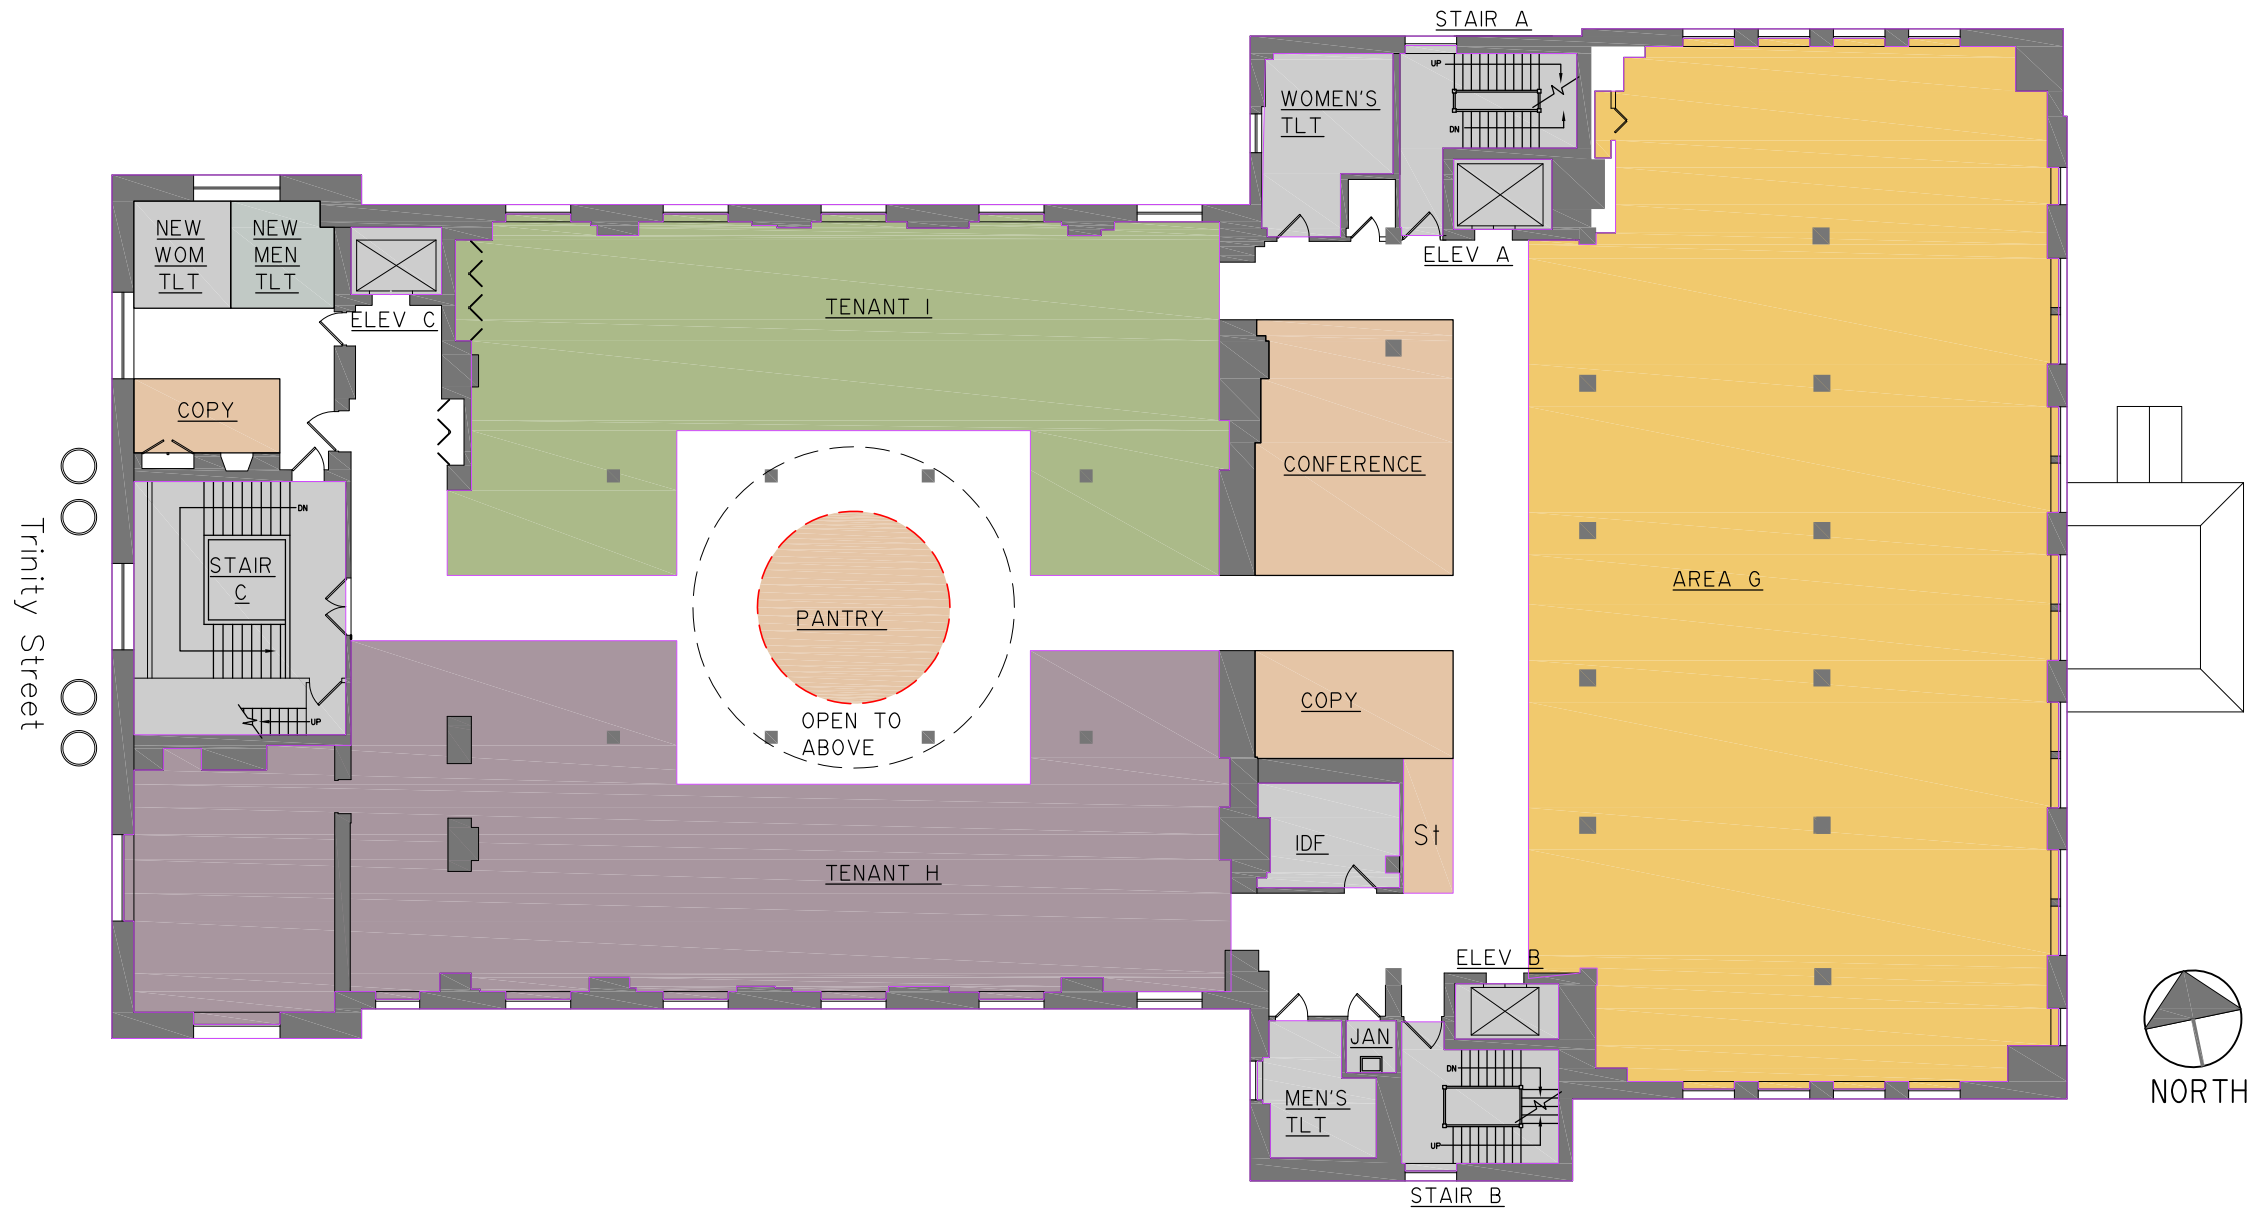 STAIR A
UP
WOMEN'S
TLT
DN
NEW
WOM
TLT
NEW
MEN
TLT
ELEV A
ELEV C
TENANT I
COPY
CONFERENCE
DN
Trinity Street
STAIR
C
AREA G
PANTRY
COPY
UP
OPEN TO
ABOVE
St
IDF
TENANT H
ELEV B
JAN
DN
MEN'S
TLT
UP
NORTH
STAIR B